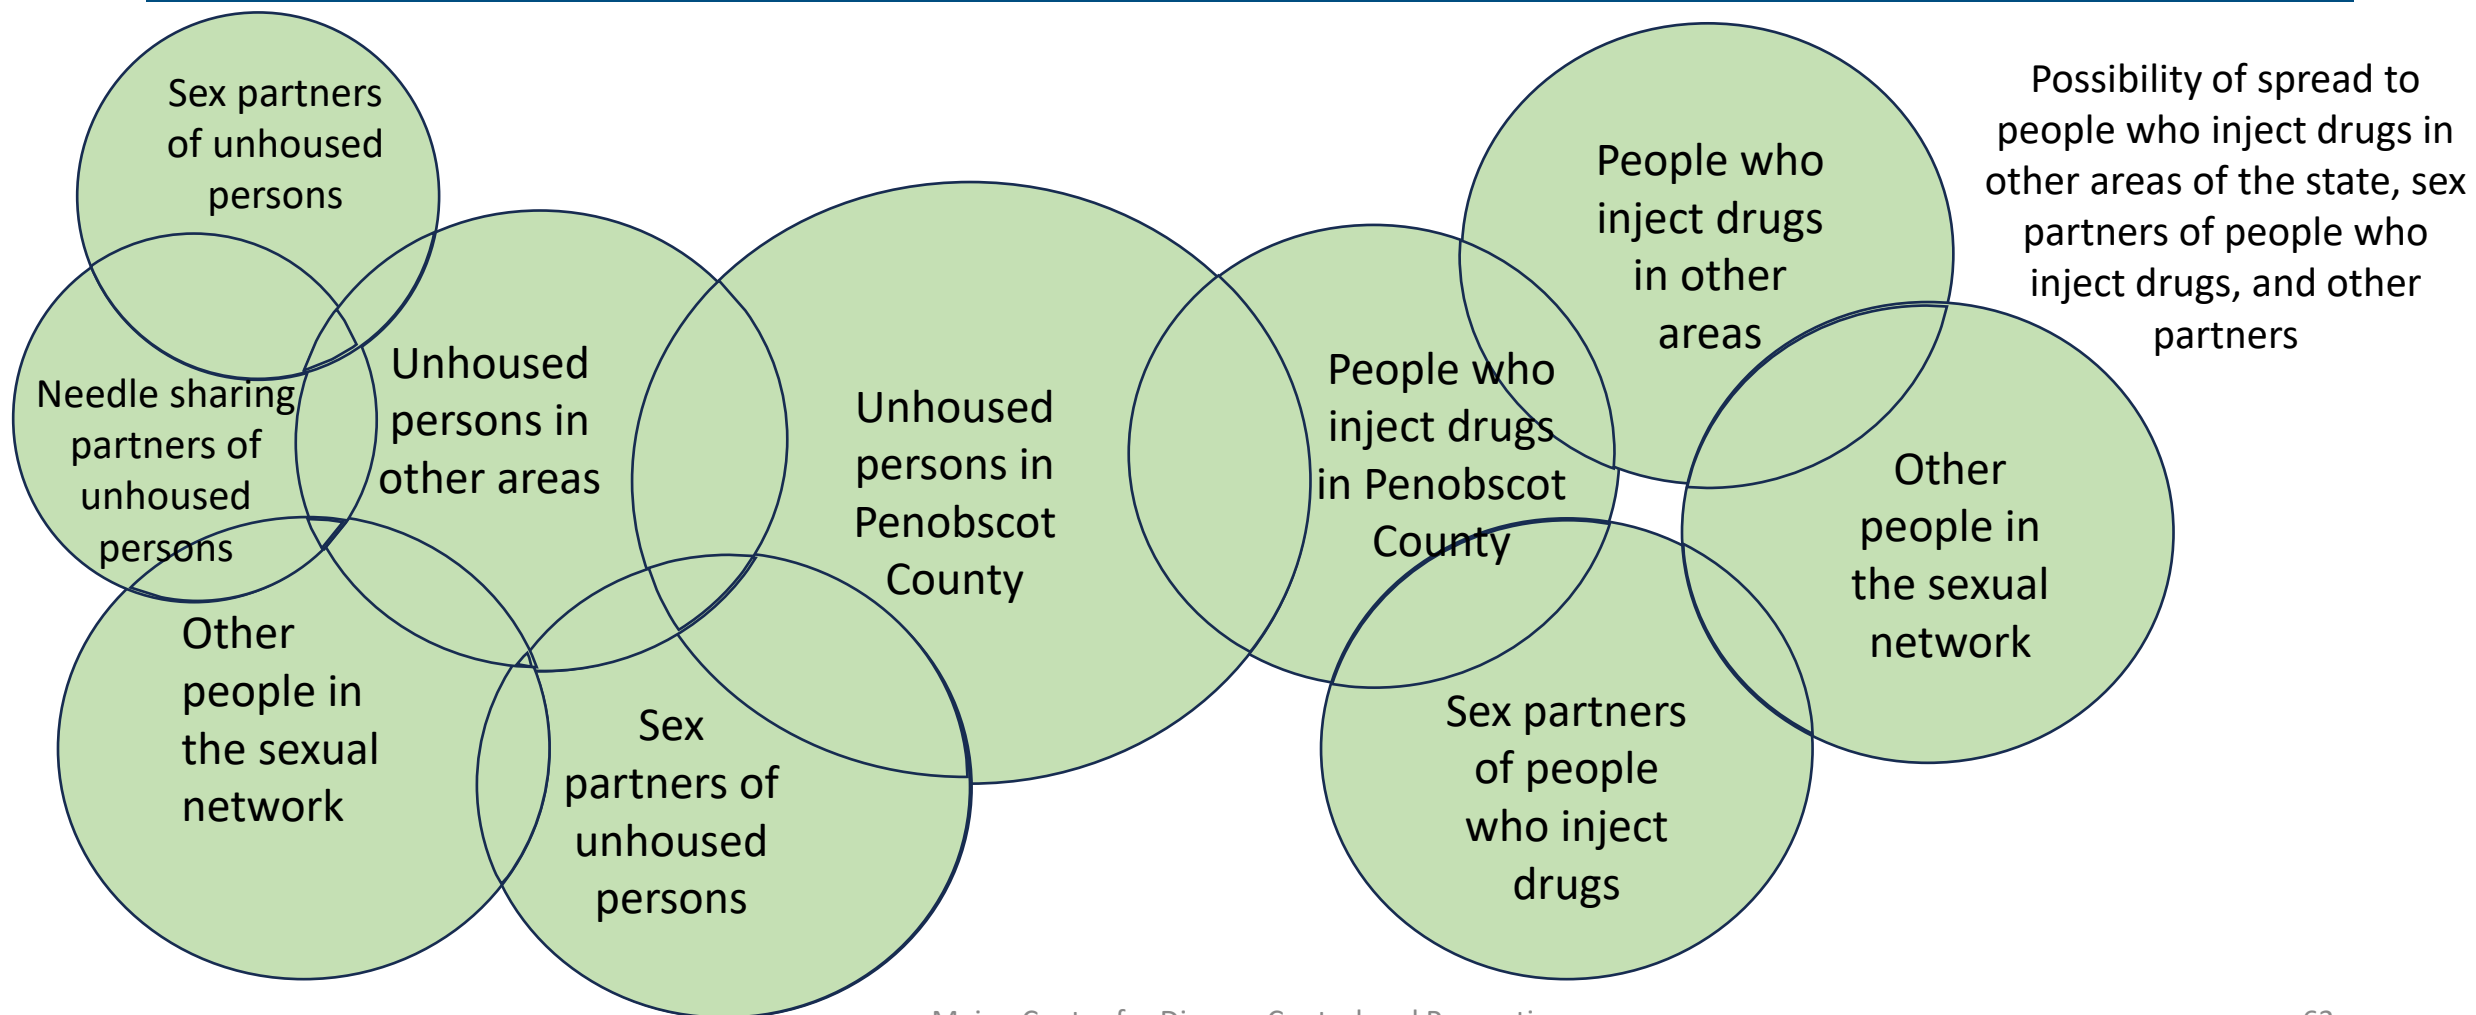 Sex partners
of unhoused
persons
Needle sharing
partners of
unhoused
persons
Unhoused
persons in
other areas
Other
people in
the sexual
network
Sex
partners of
unhoused
persons
Unhoused
persons in
Penobscot
County
People who
inject drugs
in Penobscot
County
People who
inject drugs
in other
areas
Sex partners
of people
who inject
drugs
Other
people in
the sexual
network
Possibility of spread to
people who inject drugs in
other areas of the state, sex
partners of people who
inject drugs, and other
partners